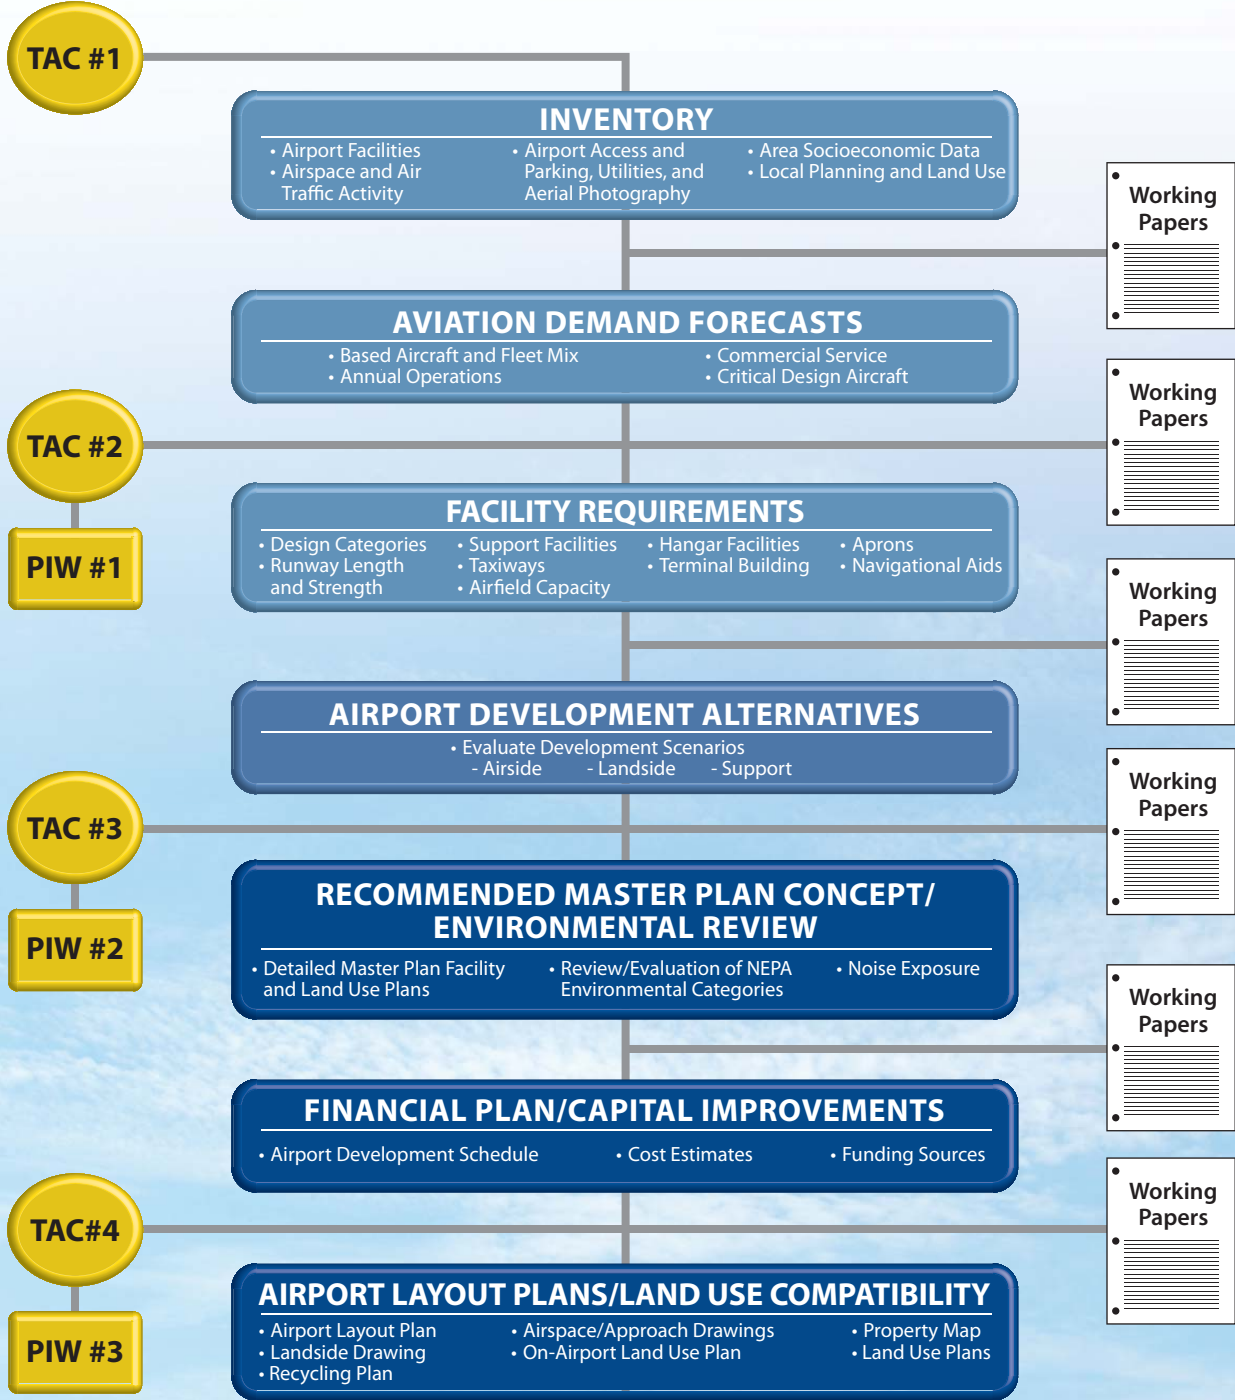 TAC #1
INVENTORY
• Airport Facilities
• Airspace and Air
Traffic Activity
• Airport Access and
Parking, Utilities, and
Aerial Photography
• Area Socioeconomic Data
• Local Planning and Land Use
Working
Papers
AVIATION DEMAND FORECASTS
• Based Aircraft and Fleet Mix
• Annual Operations
• Commercial Service
• Critical Design Aircraft
Working
Papers
TAC #2
PIW #1
FACILITY REQUIREMENTS
• Design Categories
• Runway Length
and Strength
• Support Facilities
• Taxiways
• Airfield Capacity
• Hangar Facilities
• Terminal Building
• Aprons
• Navigational Aids
Working
Papers
AIRPORT DEVELOPMENT ALTERNATIVES
• Evaluate Development Scenarios
- Airside - Landside - Support
Working
Papers
TAC #3
PIW #2
RECOMMENDED MASTER PLAN CONCEPT/
ENVIRONMENTAL REVIEW
• Detailed Master Plan Facility
and Land Use Plans
• Review/Evaluation of NEPA
Environmental Categories
• Noise Exposure
Working
Papers
FINANCIAL PLAN/CAPITAL IMPROVEMENTS
• Airport Development Schedule
• Cost Estimates
• Funding Sources
Working
Papers
TAC#4
PIW #3
AIRPORT LAYOUT PLANS/LAND USE COMPATIBILITY
• Airport Layout Plan
• Landside Drawing
• Recycling Plan
• Airspace/Approach Drawings
• On-Airport Land Use Plan
• Property Map
• Land Use Plans